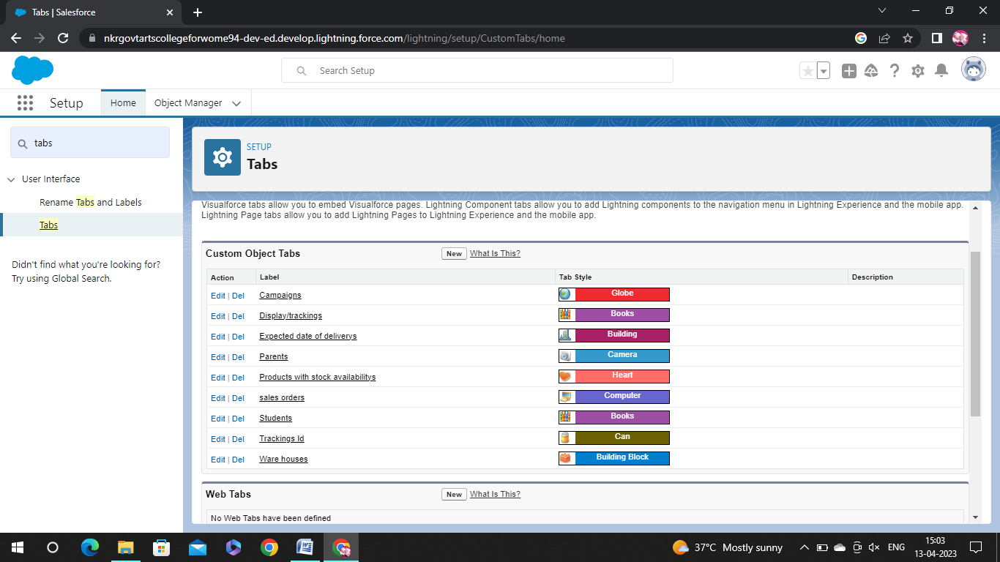 Tabs | Salesforce
nkrgovtartscollegeforwome94-dev-ed.develop.lightning.force.com/lightning/setup/CustomTabs/home
Search Setup
Setup
Home
Object Manager
tabs
User Interface
Rename Tabs and Labels
Tabs
Didn't find what you're looking for?
Try using Global Search.
SETUP
Tabs
Visualforce tabs allow you to embed Visualforce pages. Lightning Component tabs allow you to add Lightning components to the navigation menu in Lightning Experience and the mobile app.
Lightning Page tabs allow you to add Lightning Pages to Lightning Experience and the mobile app.
Custom Object Tabs New What Is This?
Action Label Tab Style Description
Edit | Del Campaigns Globe
Edit | Del Display/trackings Books
Edit | Del Expected date of deliverys Building
Edit | Del Parents Camera
Edit | Del Products with stock availabilitys Heart
Edit | Del sales orders Computer
Edit | Del Students Books
Edit | Del Trackings Id Can
Edit | Del Ware houses Building Block
Web Tabs New What Is This?
No Web Tabs have been defined
37°C Mostly sunny
ENG
15:03
13-04-2023